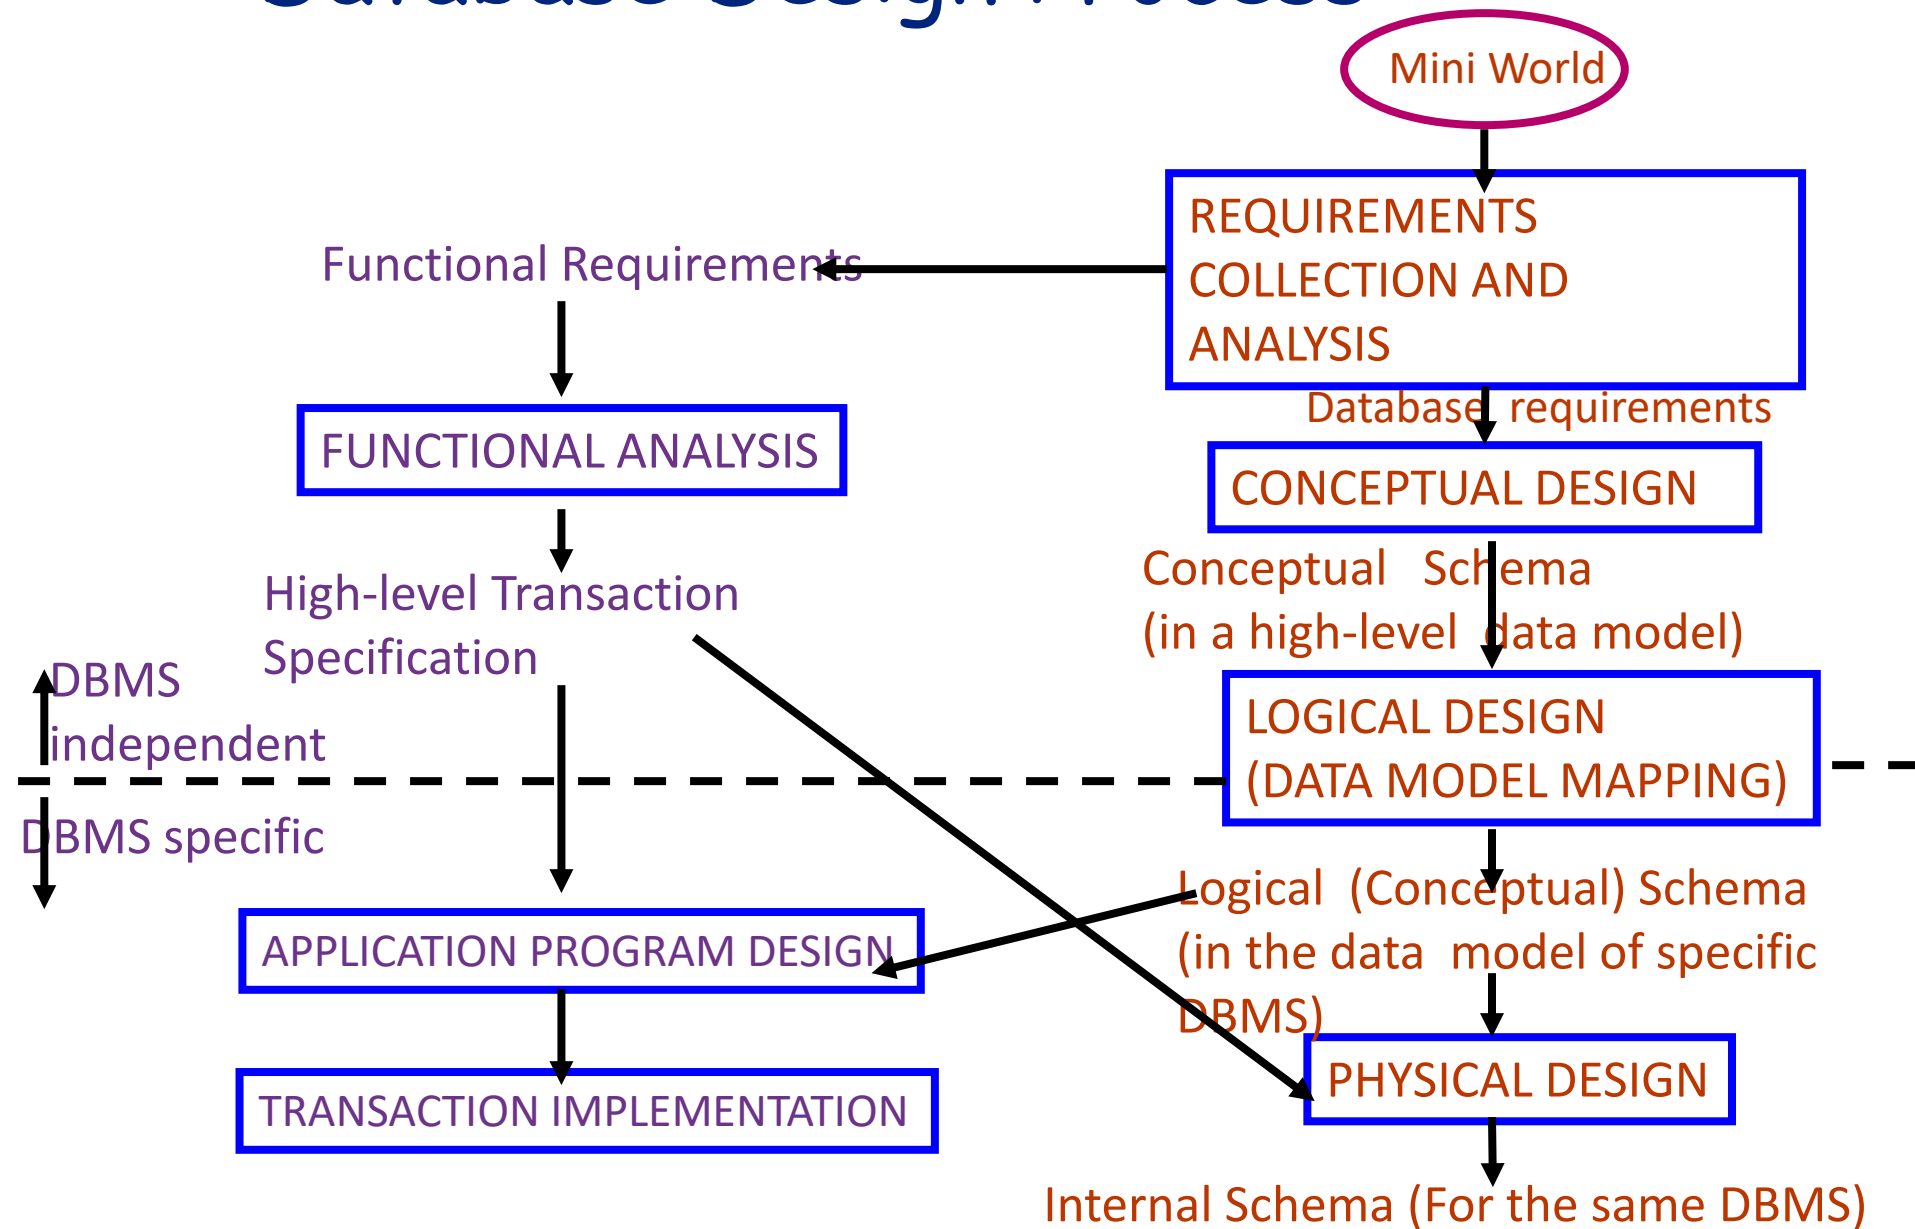 Database Design Process
Mini World
REQUIREMENTS
COLLECTION AND
ANALYSIS
Functional Requirements
Database requirements
FUNCTIONAL ANALYSIS
CONCEPTUAL DESIGN
High-level Transaction
Specification
Conceptual Schema
(in a high-level data model)
DBMS
independent
LOGICAL DESIGN
(DATA MODEL MAPPING)
DBMS specific
Logical (Conceptual) Schema
(in the data model of specific
DBMS)
APPLICATION PROGRAM DESIGN
PHYSICAL DESIGN
TRANSACTION IMPLEMENTATION
Internal Schema (For the same DBMS)